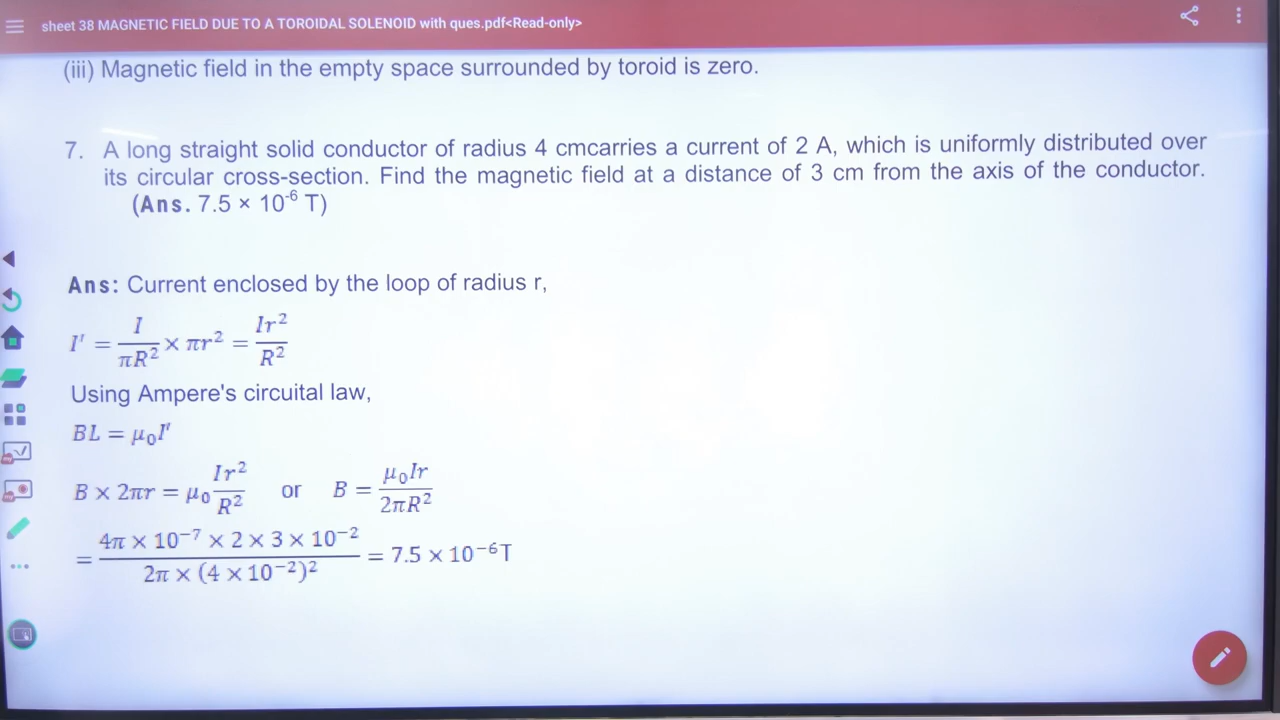 sheet 38 MAGNETIC FIELD DUE TO A TOROIDAL SOLENOID with ques.pdf<Read-only>
(iii) Magnetic field in the empty space surrounded by toroid is zero.
7. A long straight solid conductor of radius 4 cmcarries a current of 2 A, which is uniformly distributed over
its circular cross-section. Find the magnetic field at a distance of 3 cm from the axis of the conductor.
(Ans. 7.5 × 10⁻⁶ T)
Ans: Current enclosed by the loop of radius r,
I' = I/πR² × πr² = Ir²/R²
Using Ampere's circuital law,
BL = μ₀I'
B × 2πr = μ₀ Ir²/R² or B = μ₀Ir/2πR²
= 4π × 10⁻⁷ × 2 × 3 × 10⁻² / 2π × (4 × 10⁻²)² = 7.5 × 10⁻⁶T